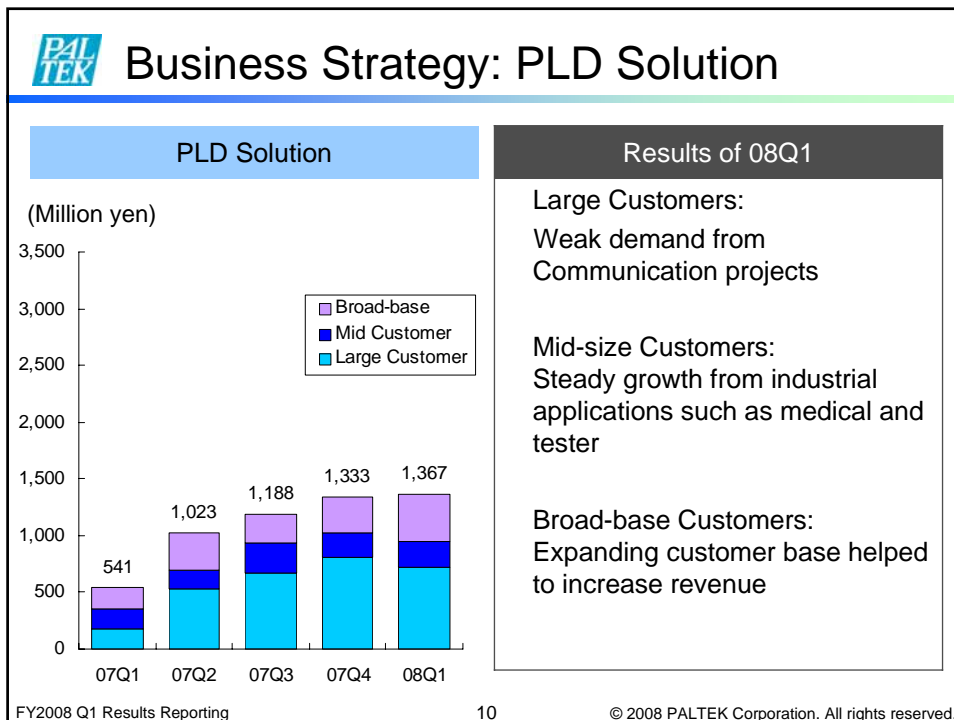 PAL
TEK
Business Strategy: PLD Solution
PLD Solution
(Million yen)
3,500
3,000
2,500
2,000
1,500
1,000
500
0
Broad-base
Mid Customer
Large Customer
541
1,023
1,188
1,333
1,367
07Q1 07Q2 07Q3 07Q4 08Q1
Results of 08Q1
Large Customers:
Weak demand from
Communication projects
Mid-size Customers:
Steady growth from industrial
applications such as medical and
tester
Broad-base Customers:
Expanding customer base helped
to increase revenue
FY2008 Q1 Results Reporting
10
© 2008 PALTEK Corporation. All rights reserved.